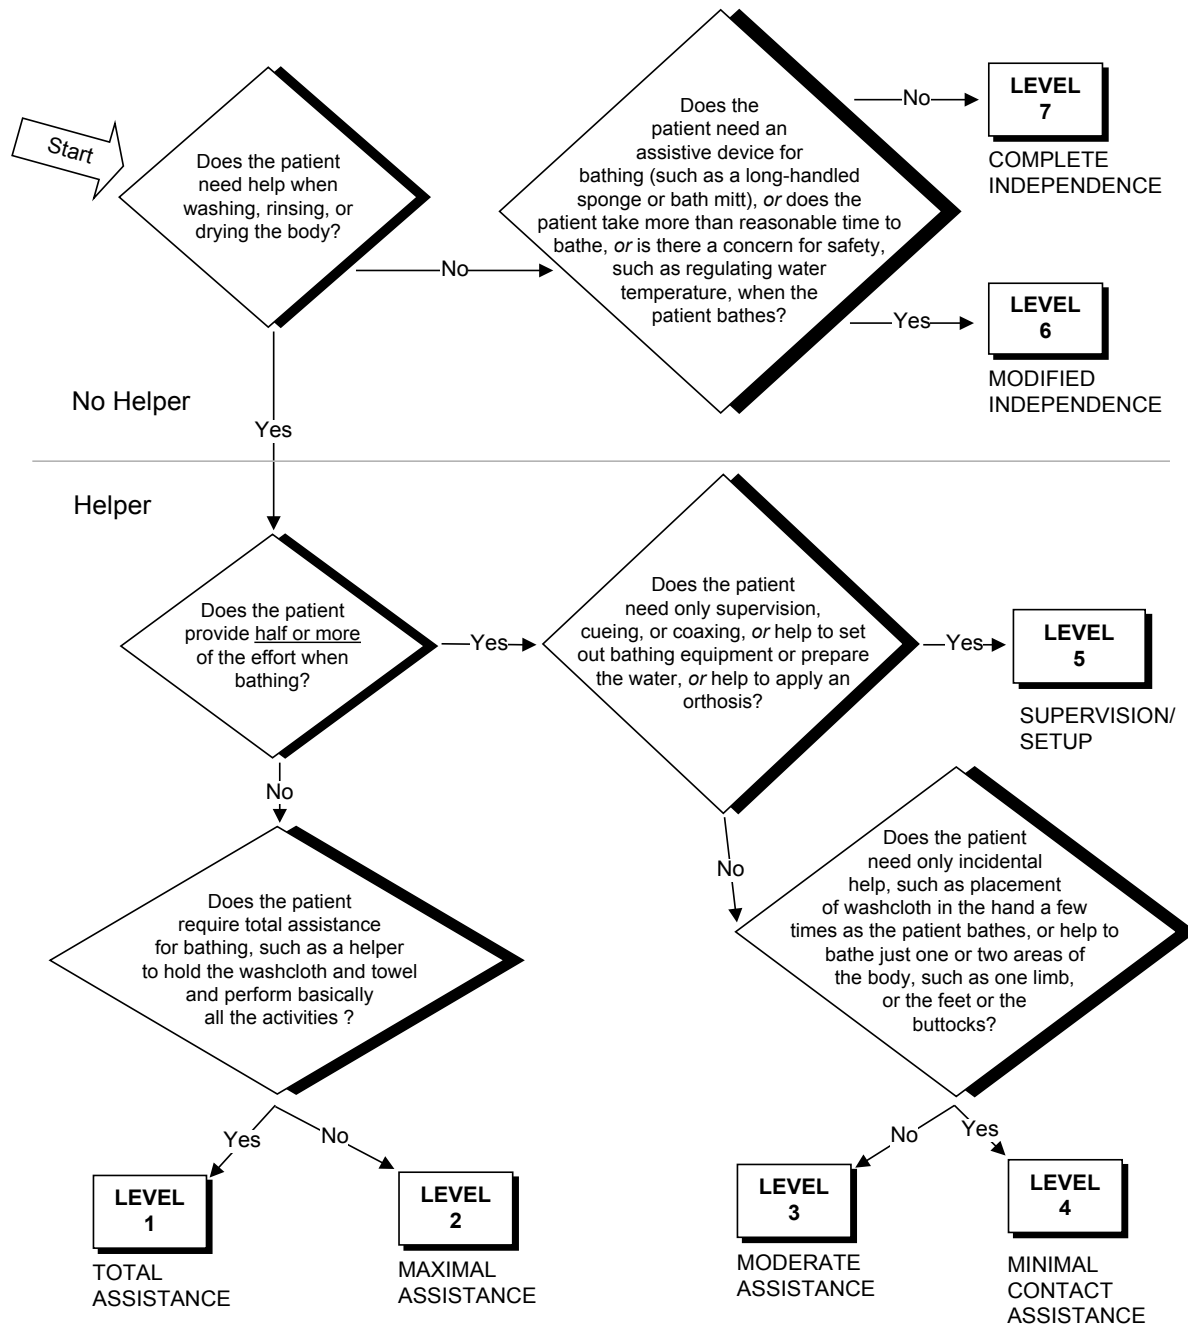 Start
Does the patient
need help when
washing, rinsing, or
drying the body?
No
Does the
patient need an
assistive device for
bathing (such as a long-handled
sponge or bath mitt), or does the
patient take more than reasonable time to
bathe, or is there a concern for safety,
such as regulating water
temperature, when the
patient bathes?
No
LEVEL
7
COMPLETE
INDEPENDENCE
Yes
LEVEL
6
MODIFIED
INDEPENDENCE
No Helper
Yes
Helper
Does the patient
provide half or more
of the effort when
bathing?
Yes
Does the patient
need only supervision,
cueing, or coaxing, or help to set
out bathing equipment or prepare
the water, or help to apply an
orthosis?
Yes
LEVEL
5
SUPERVISION/
SETUP
No
Does the patient
require total assistance
for bathing, such as a helper
to hold the washcloth and towel
and perform basically
all the activities ?
No
Does the patient
need only incidental
help, such as placement
of washcloth in the hand a few
times as the patient bathes, or help to
bathe just one or two areas of
the body, such as one limb,
or the feet or the
buttocks?
Yes
No
LEVEL
1
TOTAL
ASSISTANCE
LEVEL
2
MAXIMAL
ASSISTANCE
No
Yes
LEVEL
3
MODERATE
ASSISTANCE
LEVEL
4
MINIMAL
CONTACT
ASSISTANCE